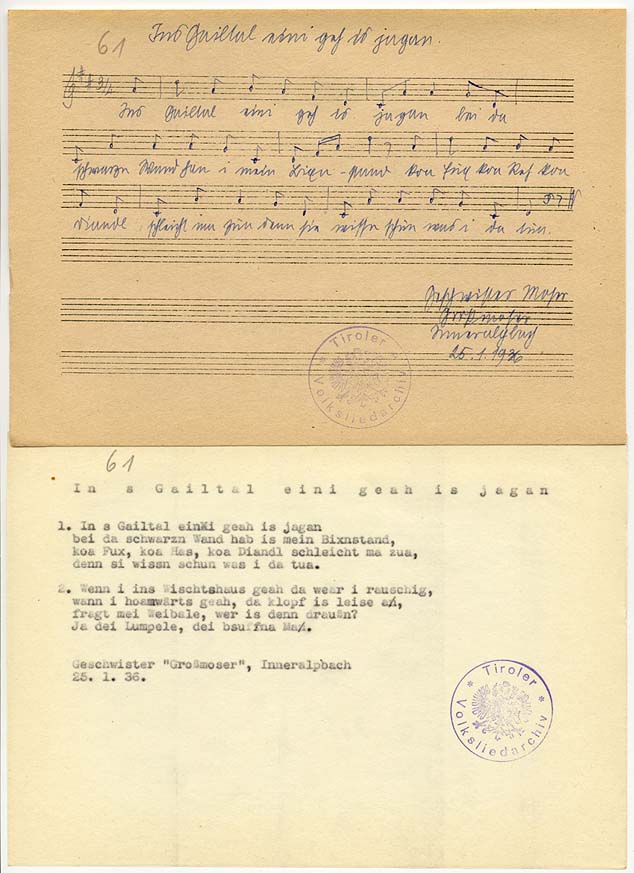 61
Ins Gailtal eini geh is jagan.
3/4
Ins Gailtal eini geh is jagan bei da
schwarzn Wand han i mein Bixn-stand koa Fux koa Has koa
Diandl schleicht ma zua denn sie wissn schun was i da tua.
Geschwister Moser
Großmoser
Inneralpbach
25.1.1936
* Tiroler *
Volksliedarchiv
61
In s Gailtal eini geah is jagan
1. In s Gailtal einKi geah is jagan
bei da schwarzn Wand hab is mein Bixnstand,
koa Fux, koa Has, koa Diandl schleicht ma zua,
denn si wissn schun was i da tua.
2. Wenn i ins Wischtshaus geah da wear i rauschig,
wann i hoamwärts geah, da klopf is leise an,
fragt mei Weibale, wer is denn draußn?
Ja dei Lumpele, dei bsuffna Man.
Geschwister "Großmoser", Inneralpbach
25. 1. 36.
* Tiroler *
Volksliedarchiv